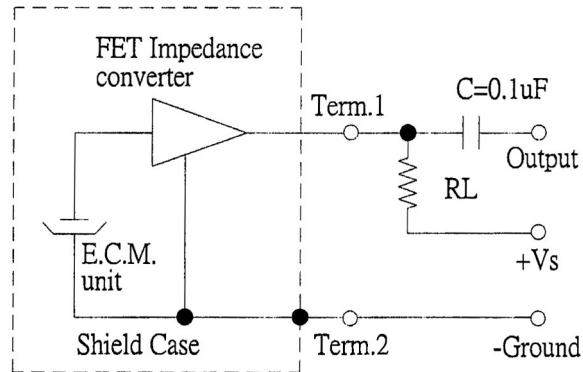 FET Impedance
converter
Term.1
C=0.1uF
Output
RL
+Vs
E.C.M.
unit
Shield Case
Term.2
-Ground